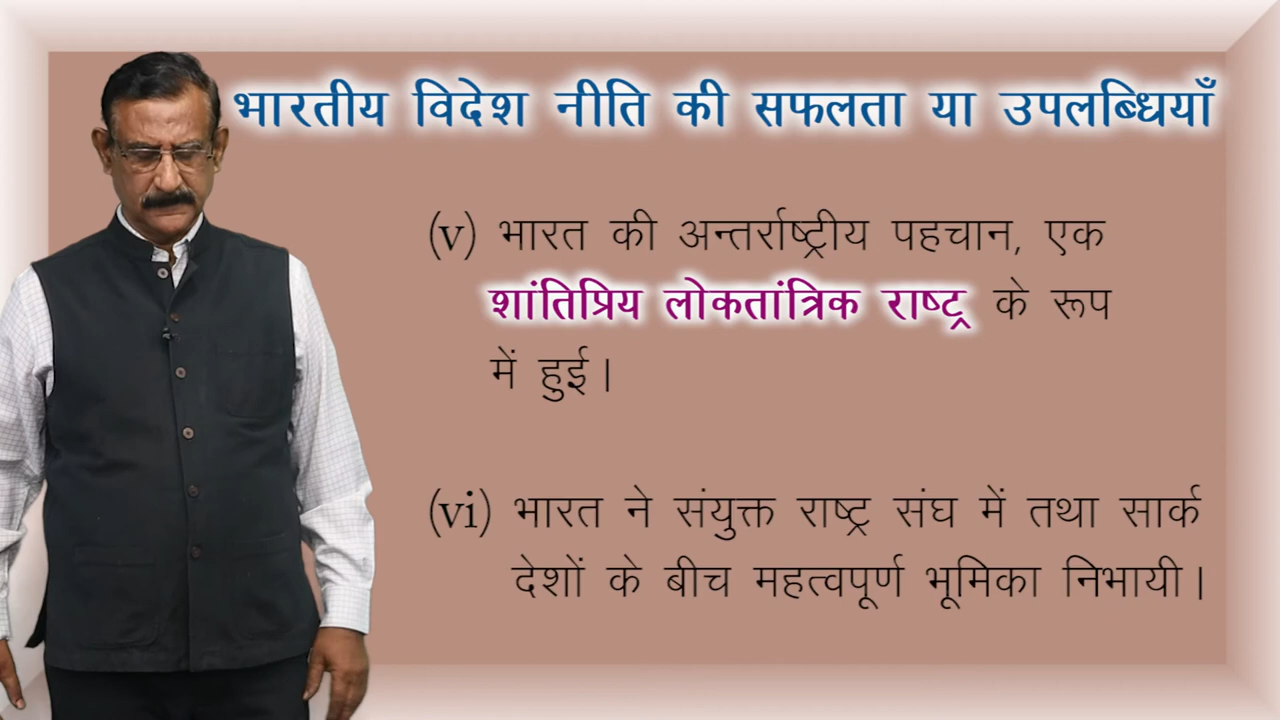 भारतीय विदेश नीति की सफलता या उपलब्धियाँ
(v) भारत की अन्तर्राष्ट्रीय पहचान, एक
शांतिप्रिय लोकतांत्रिक राष्ट्र के रूप
में हुई।
(vi) भारत ने संयुक्त राष्ट्र संघ में तथा सार्क
देशों के बीच महत्वपूर्ण भूमिका निभायी।